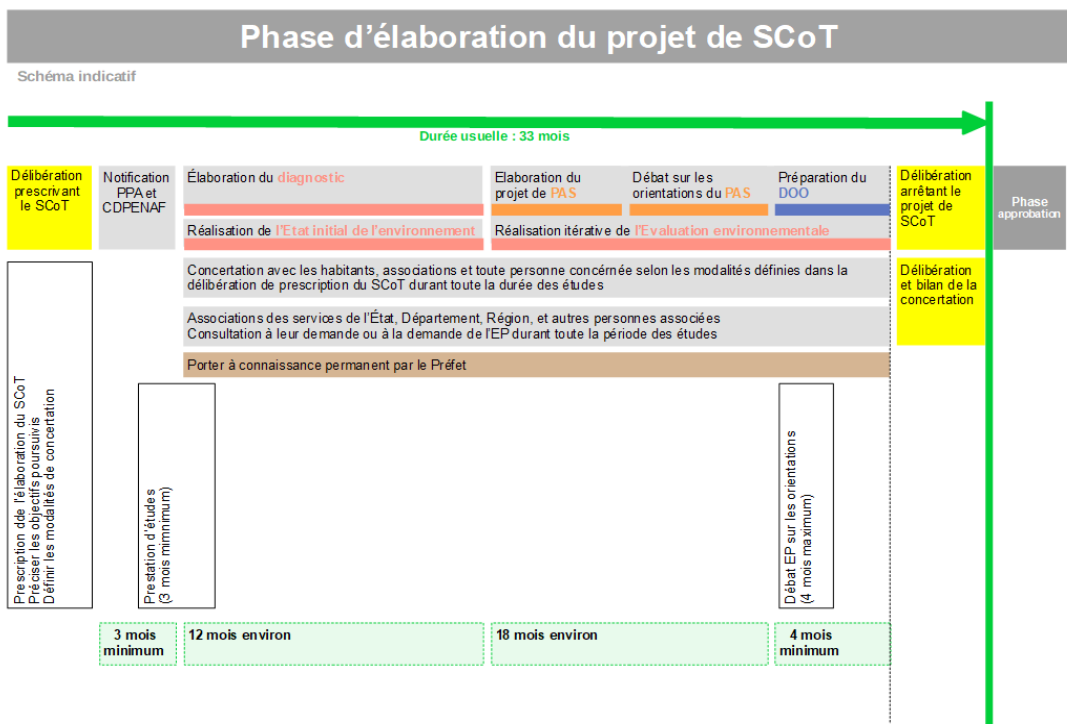 Phase d'élaboration du projet de SCoT
Schéma indicatif
Durée usuelle : 33 mois
Délibération
prescrivant
le SCoT
Notification
PPA et
CDPENAF
Élaboration du diagnostic
Elaboration du
projet de PAS
Débat sur les
orientations du PAS
Préparation du
DOO
Délibération
arrêtant le
projet de
SCoT
Phase
approbation
Réalisation de l'Etat initial de l'environnement
Réalisation itérative de l'Evaluation environnementale
Concertation avec les habitants, associations et toute personne concérnée selon les modalités définies dans la
délibération de prescription du SCoT durant toute la durée des études
Délibération
et bilan de la
concertation
Associations des services de l'État, Département, Région, et autres personnes associées
Consultation à leur demande ou à la demande de l'EP durant toute la période des études
Porter à connaissance permanent par le Préfet
Prescription dde l'élaboration du SCoT
Préciser les objectifs poursuivis
Définir les modalités de concertation
Prestation d'études
(3 mois mimnimum)
Débat EP sur les orientations
(4 mois maximum)
3 mois
minimum
12 mois environ
18 mois environ
4 mois
minimum